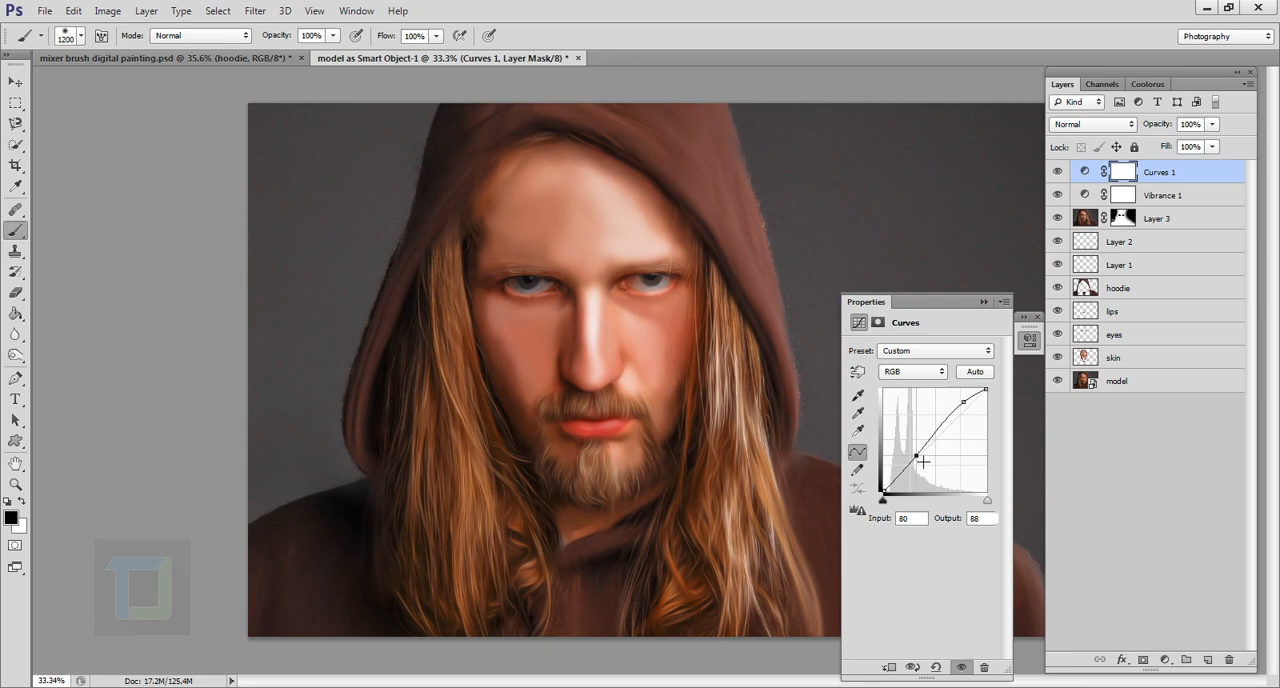 Ps File Edit Image Layer Type Select Filter 3D View Window Help
1200 Mode: Normal Opacity: 100% Flow: 100% Photography
mixer brush digital painting.psd @ 35.6% (hoodie, RGB/8*) * × model as Smart Object-1 @ 33.3% (Curves 1, Layer Mask/8) * ×
Layers Channels Coolorus
Kind
Normal Opacity: 100%
Lock: Fill: 100%
Curves 1
Vibrance 1
Layer 3
Layer 2
Layer 1
hoodie
lips
eyes
skin
model
Properties
Curves
Preset: Custom
RGB Auto
Input: 80 Output: 88
33.34% Doc: 17.2M/125.4M